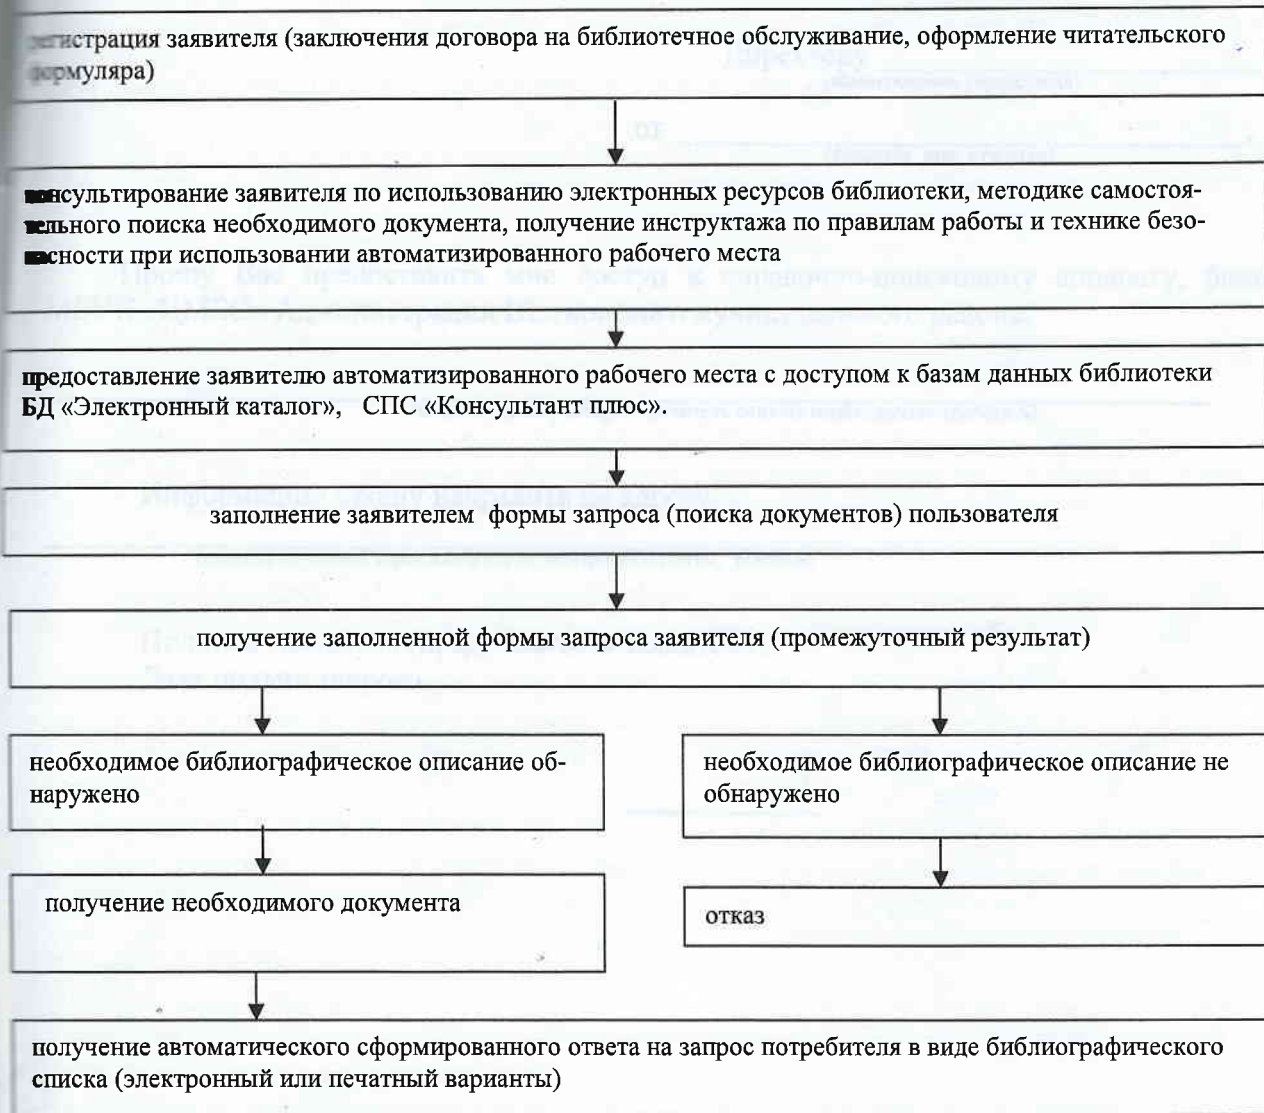 регистрация заявителя (заключения договора на библиотечное обслуживание, оформление читательского
формуляра)
консультирование заявителя по использованию электронных ресурсов библиотеки, методике самостоя-
тельного поиска необходимого документа, получение инструктажа по правилам работы и технике безо-
пасности при использовании автоматизированного рабочего места
предоставление заявителю автоматизированного рабочего места с доступом к базам данных библиотеки
БД «Электронный каталог», СПС «Консультант плюс».
заполнение заявителем формы запроса (поиска документов) пользователя
получение заполненной формы запроса заявителя (промежуточный результат)
необходимое библиографическое описание об-
наружено
необходимое библиографическое описание не
обнаружено
получение необходимого документа
отказ
получение автоматического сформированного ответа на запрос потребителя в виде библиографического
списка (электронный или печатный варианты)